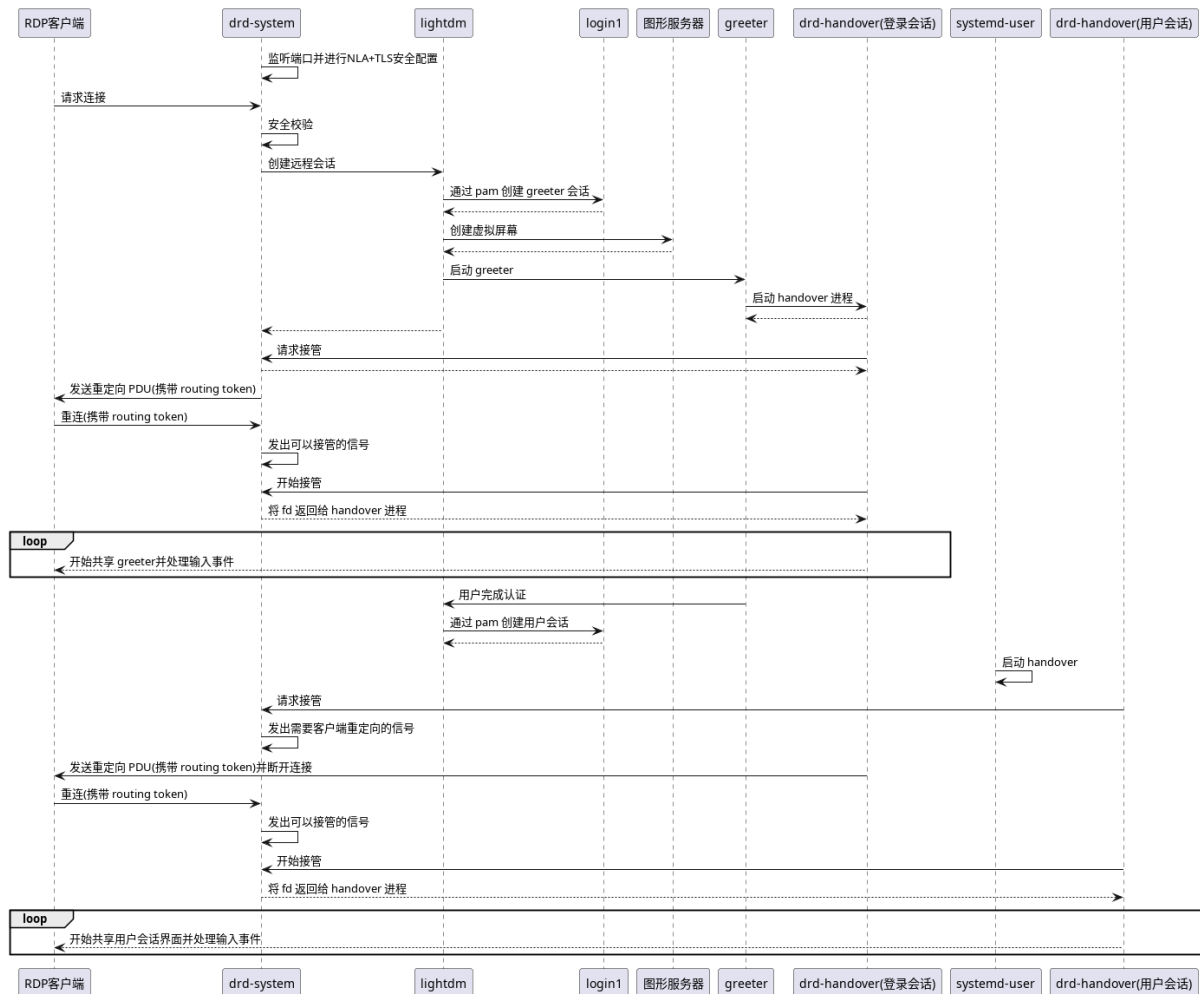 RDP客户端
drd-system
lightdm
login1
图形服务器
greeter
drd-handover(登录会话)
systemd-user
drd-handover(用户会话)
监听端口并进行NLA+TLS安全配置
请求连接
安全校验
创建远程会话
通过 pam 创建 greeter 会话
创建虚拟屏幕
启动 greeter
启动 handover 进程
请求接管
发送重定向 PDU(携带 routing token)
重连(携带 routing token)
发出可以接管的信号
开始接管
将 fd 返回给 handover 进程
loop
开始共享 greeter并处理输入事件
用户完成认证
通过 pam 创建用户会话
启动 handover
请求接管
发出需要客户端重定向的信号
发送重定向 PDU(携带 routing token)并断开连接
重连(携带 routing token)
发出可以接管的信号
开始接管
将 fd 返回给 handover 进程
loop
开始共享用户会话界面并处理输入事件
RDP客户端
drd-system
lightdm
login1
图形服务器
greeter
drd-handover(登录会话)
systemd-user
drd-handover(用户会话)